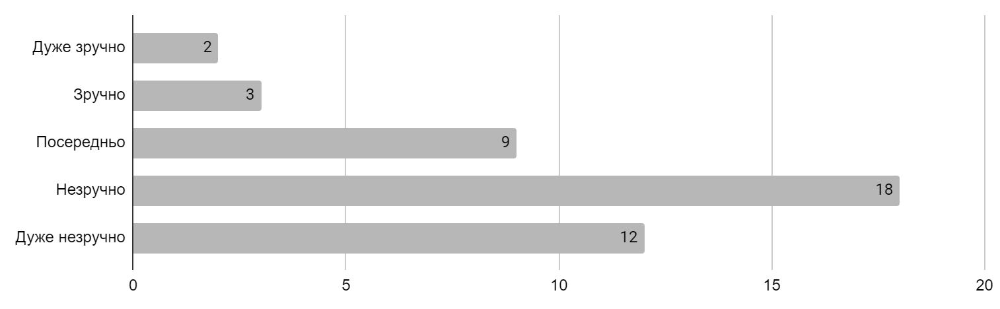 Дуже зручно 2
Зручно 3
Посередньо 9
Незручно 18
Дуже незручно 12
0 5 10 15 20